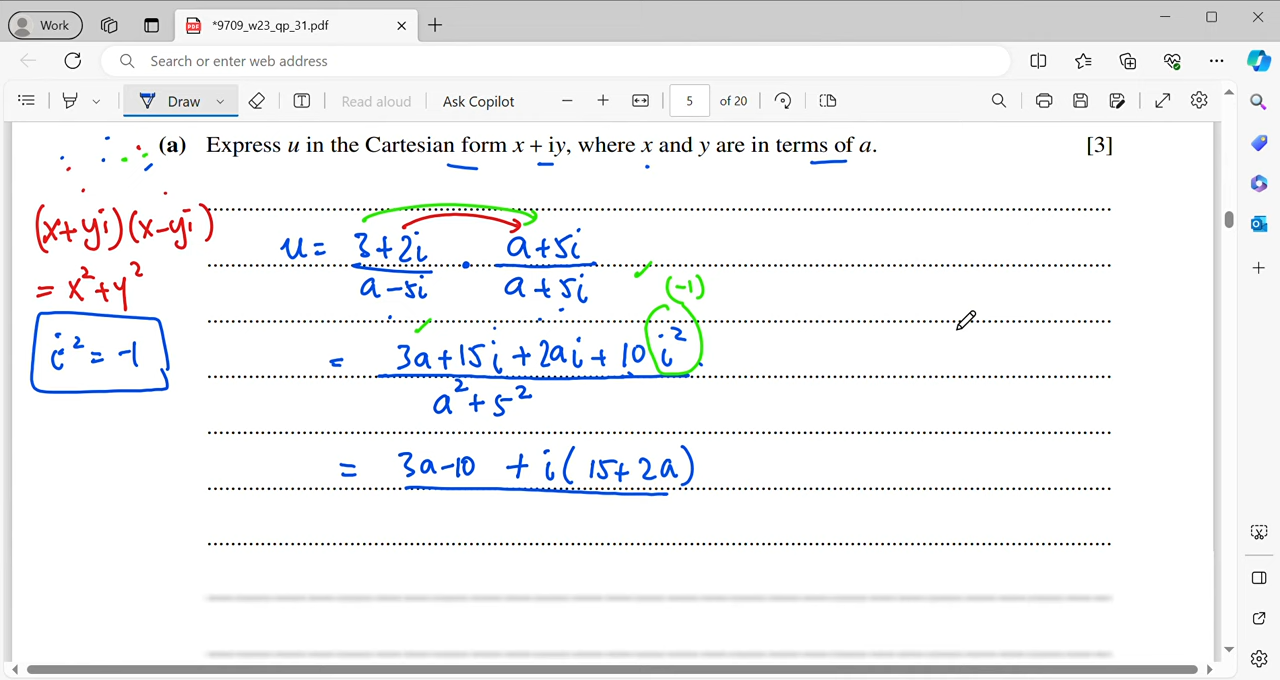 Work
*9709_w23_qp_31.pdf
Search or enter web address
Draw
Read aloud
Ask Copilot
5
of 20
(a) Express u in the Cartesian form x + iy, where x and y are in terms of a. [3]
(x+yi)(x-yi)
= x²+y²
i² = -1
u = 3+2i / a-5i · a+5i / a+5i
(-1)
= 3a+15i+2ai+10i² / a²+5²
= 3a-10 + i(15+2a)